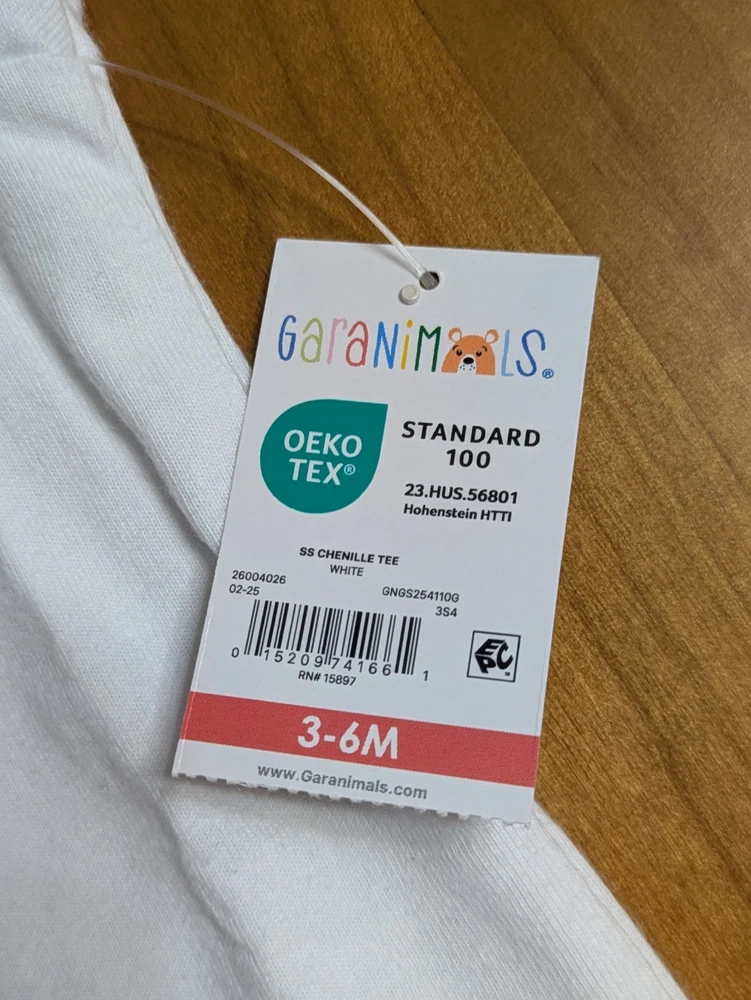 GaraNiMALS®
OEKO
TEX®
STANDARD
100
23.HUS.56801
Hohenstein HTTI
SS CHENILLE TEE
WHITE
26004026
02-25
GNGS254110G
3S4
0 15209 74166 1
RN# 15897
EPC
3-6M
www.Garanimals.com